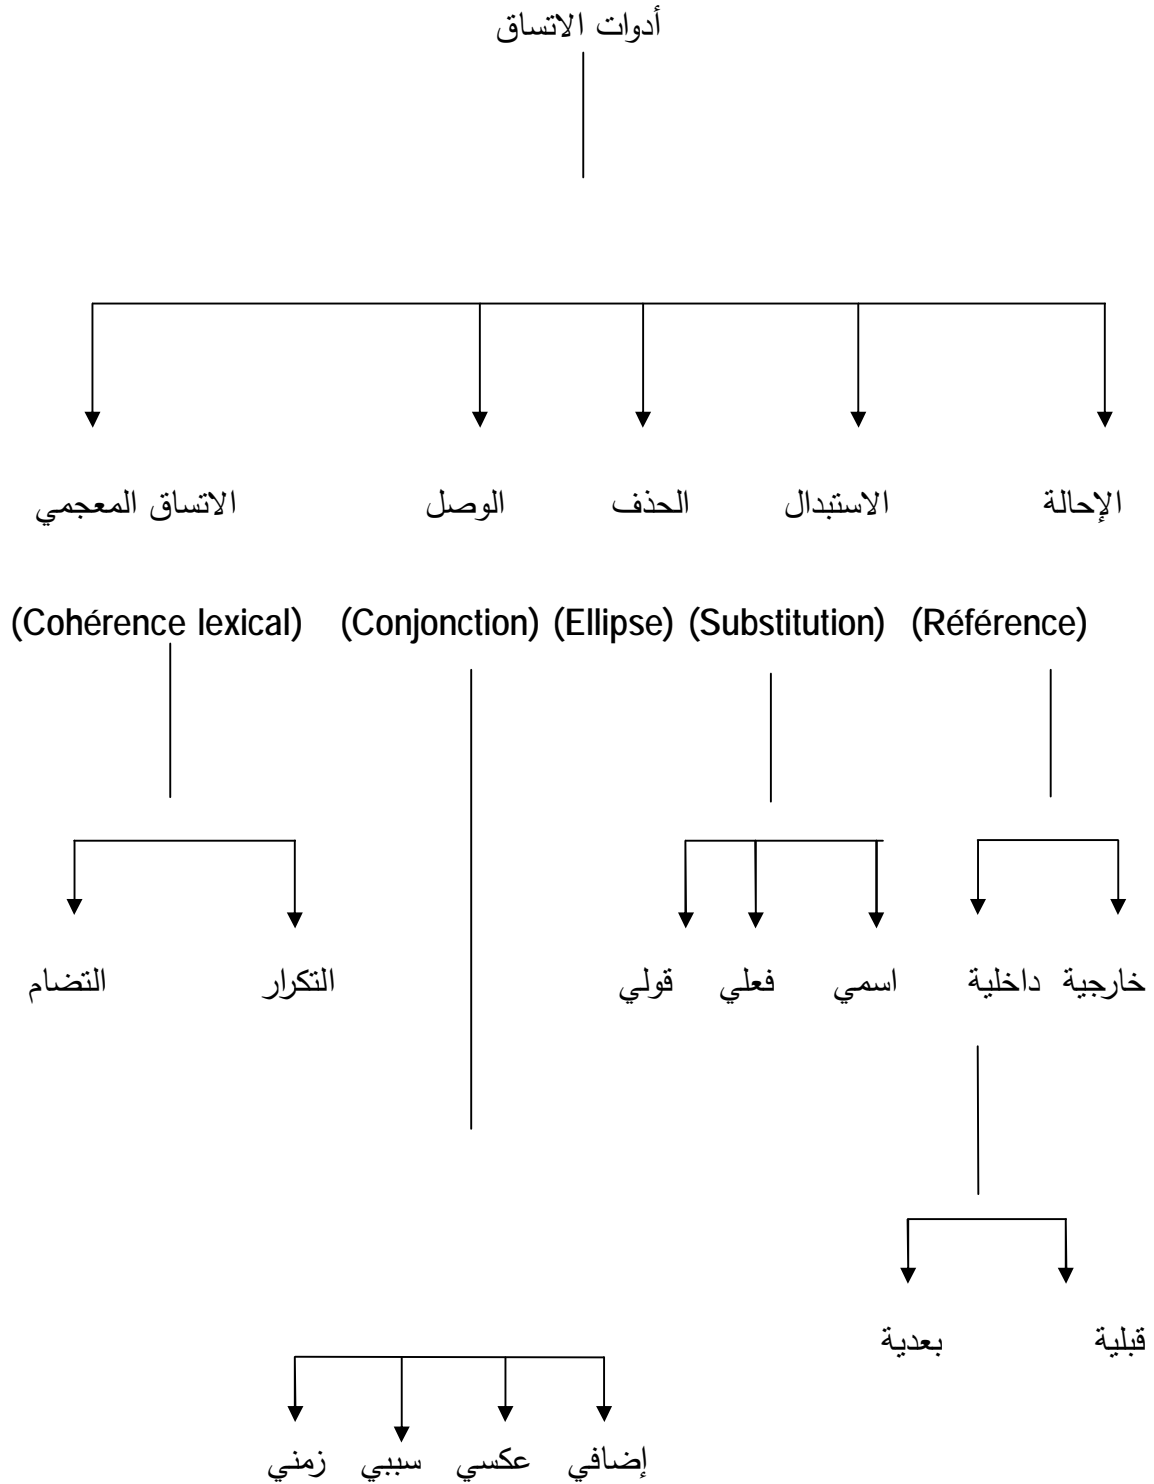 أدوات الاتساق
الإحالة الاستبدال الحذف الوصل الاتساق المعجمي
(Cohérence lexical) (Conjonction) (Ellipse) (Substitution) (Référence)
خارجية داخلية اسمي فعلي قولي التكرار التضام
قبلية بعدية
إضافي عكسي سببي زمني